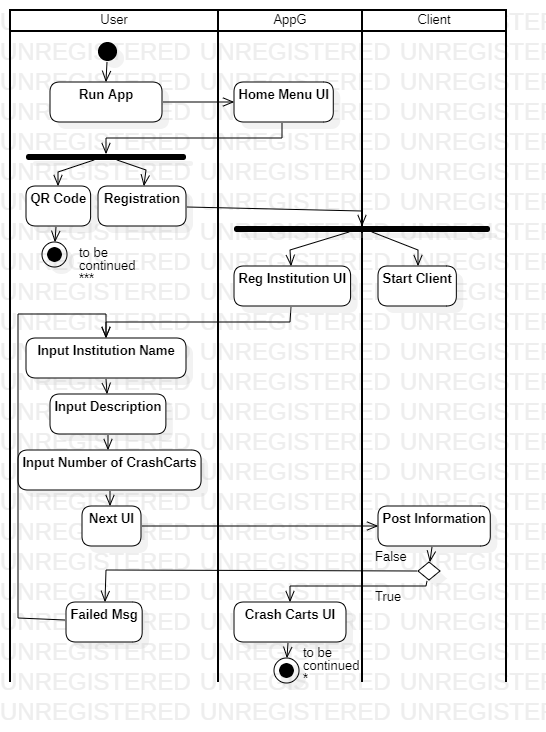 User AppG Client
Run App
Home Menu UI
QR Code
Registration
to be
continued
***
Reg Institution UI
Start Client
Input Institution Name
Input Description
Input Number of CrashCarts
Next UI
Post Information
False
True
Failed Msg
Crash Carts UI
to be
continued
*
UNREGISTERED UNREGISTERED UNREGISTERED